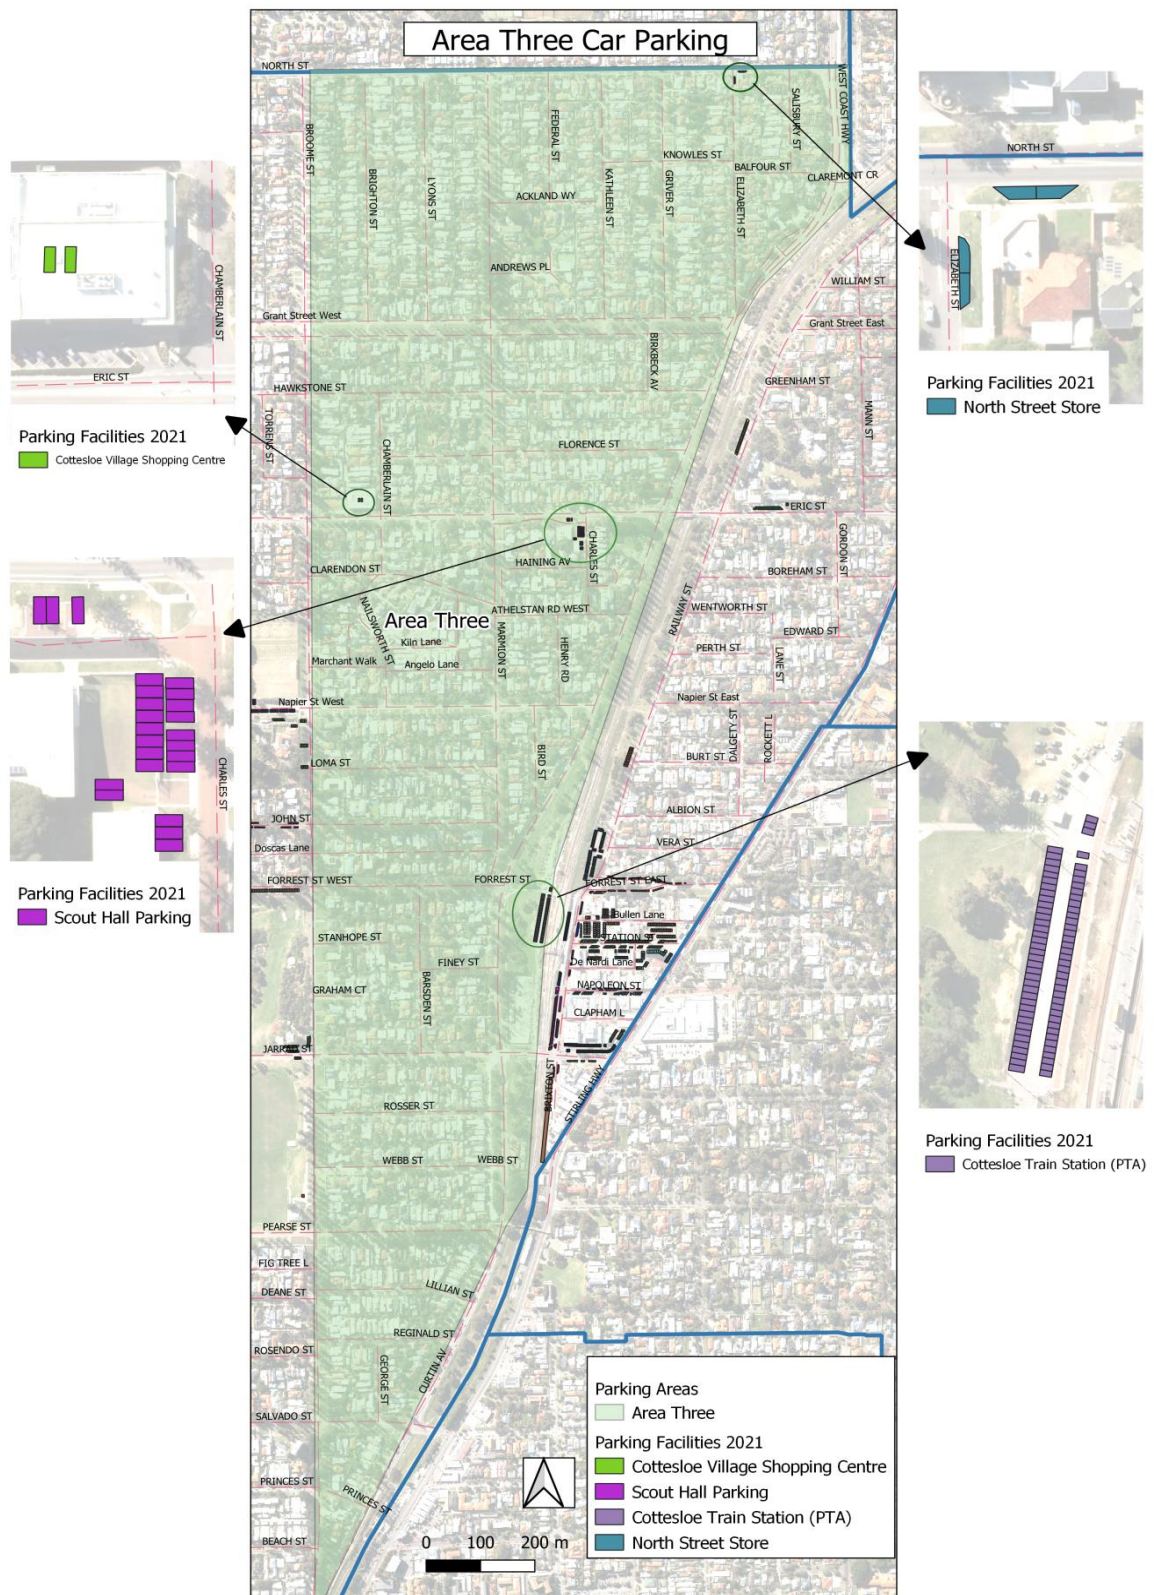 Area Three Car Parking
NORTH ST
BROOME ST
BRIGHTON ST
LYONS ST
FEDERAL ST
ACKLAND WY
ANDREWS PL
KATHLEEN ST
KNOWLES ST
GRIVER ST
BALFOUR ST
ELIZABETH ST
SALISBURY ST
CLAREMONT CR
WEST COAST HWY
WILLIAM ST
Grant Street West
Grant Street East
BIRKBECK AV
HAWKSTONE ST
GREENHAM ST
MANN ST
TORRENS ST
CHAMBERLAIN ST
FLORENCE ST
ERIC ST
GORDON ST
CHARLES ST
HAINING AV
CLARENDON ST
BOREHAM ST
NAILSWORTH ST
Area Three
ATHELSTAN RD WEST
RAILWAY ST
WENTWORTH ST
EDWARD ST
Kiln Lane
MARMION ST
HENRY RD
PERTH ST
LANE ST
Marchant Walk
Angelo Lane
Napier St West
Napier St East
DALGETY ST
ROCKETT L
BIRD ST
LOMA ST
BURT ST
JOHN ST
ALBION ST
Doscas Lane
VERA ST
FORREST ST WEST
FORREST ST
FORREST ST EAST
Bullen Lane
STANHOPE ST
STATION ST
FINEY ST
De Nardi Lane
BARSDEN ST
GRAHAM CT
NAPOLEON ST
CLAPHAM L
JARRAD ST
BRIXTON ST
STIRLING HWY
ROSSER ST
WEBB ST
WEBB ST
PEARSE ST
FIG TREE L
DEANE ST
LILLIAN ST
REGINALD ST
ROSENDO ST
GEORGE ST
CURTIN AV
SALVADO ST
PRINCES ST
PRINCES ST
BEACH ST
0 100 200 m
Parking Areas
Area Three
Parking Facilities 2021
Cottesloe Village Shopping Centre
Scout Hall Parking
Cottesloe Train Station (PTA)
North Street Store
CHAMBERLAIN ST
ERIC ST
Parking Facilities 2021
Cottesloe Village Shopping Centre
CHARLES ST
Parking Facilities 2021
Scout Hall Parking
NORTH ST
ELIZABETH ST
Parking Facilities 2021
North Street Store
Parking Facilities 2021
Cottesloe Train Station (PTA)